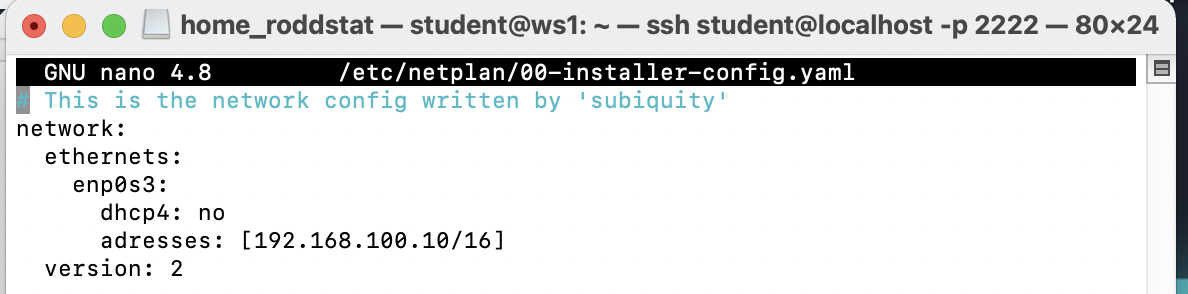 home_roddstat — student@ws1: ~ — ssh student@localhost -p 2222 — 80×24
GNU nano 4.8 /etc/netplan/00-installer-config.yaml
# This is the network config written by 'subiquity'
network:
  ethernets:
    enp0s3:
      dhcp4: no
      adresses: [192.168.100.10/16]
  version: 2